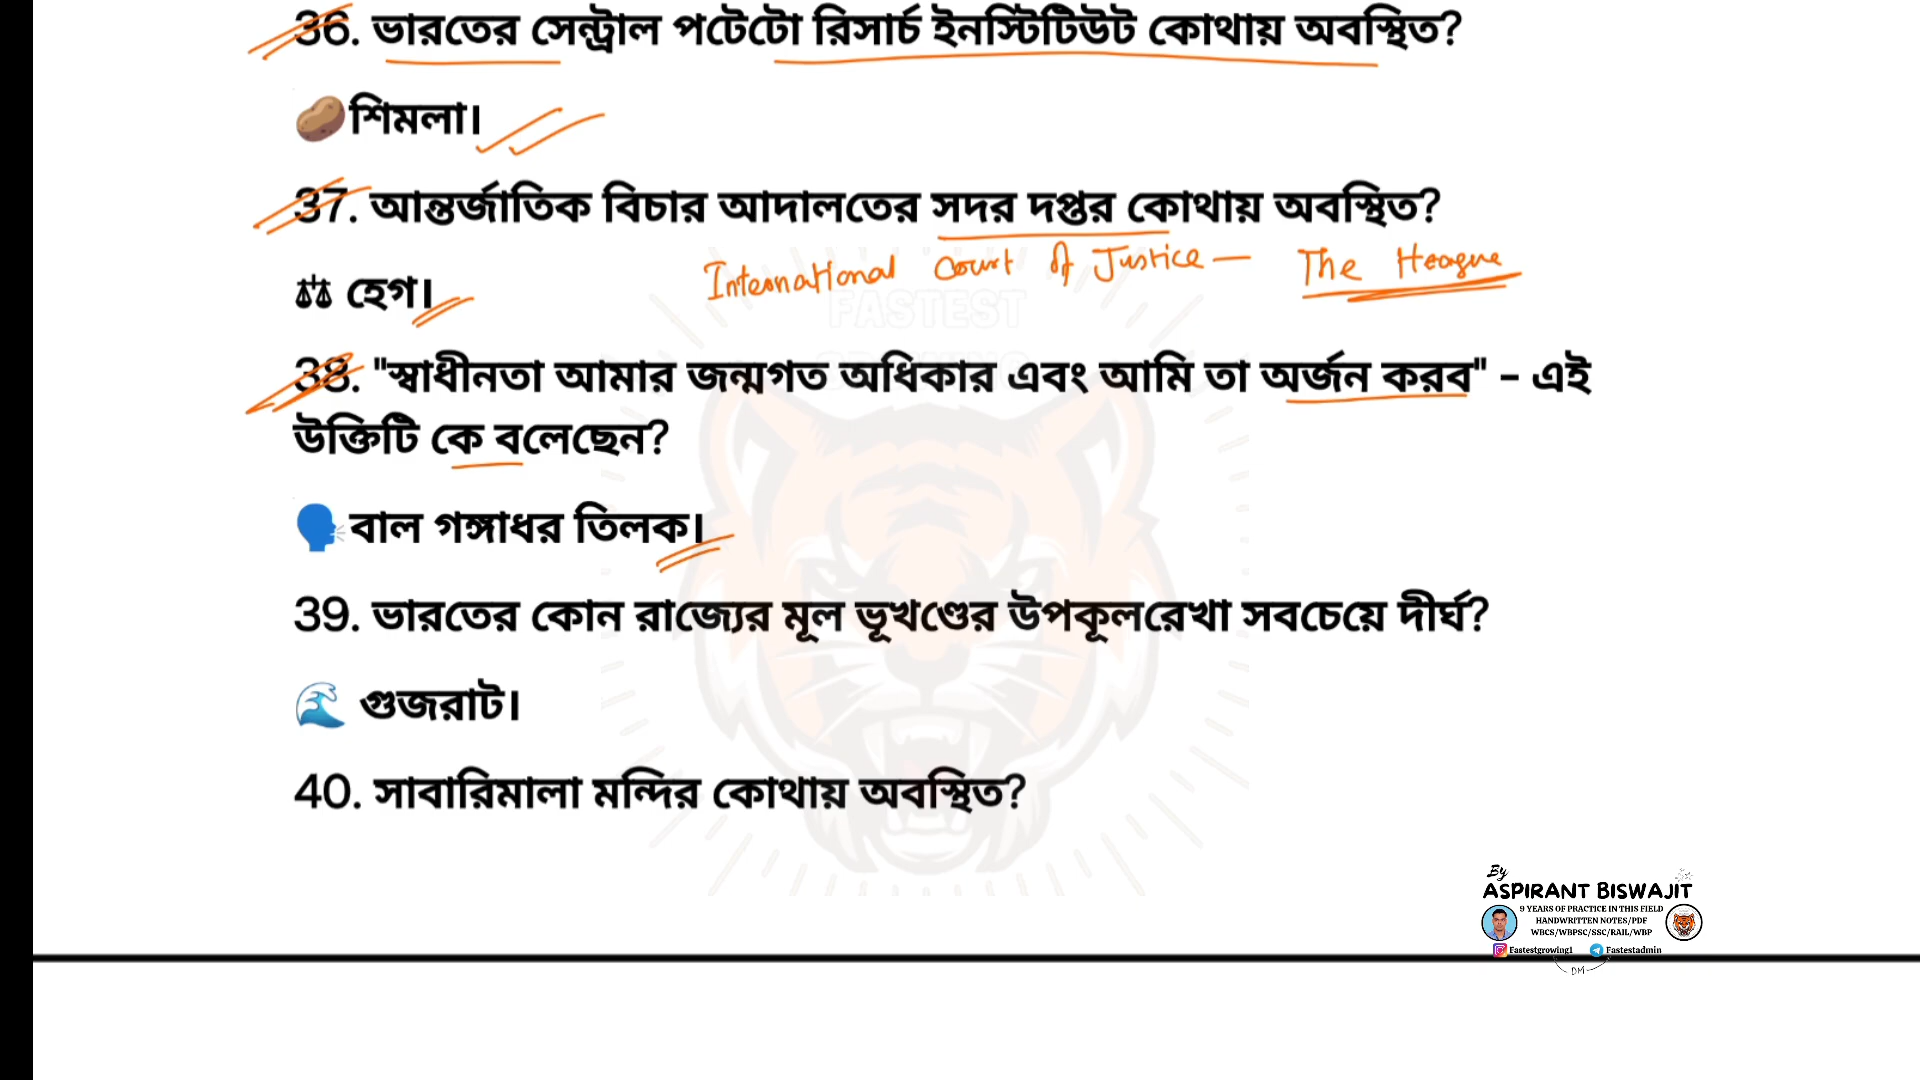 36. ভারতের সেন্ট্রাল পটেটো রিসার্চ ইনস্টিটিউট কোথায় অবস্থিত?
🥔শিমলা।
37. আন্তর্জাতিক বিচার আদালতের সদর দপ্তর কোথায় অবস্থিত?
International Court of Justice — The Heague
⚖ হেগ।
FASTEST
38. "স্বাধীনতা আমার জন্মগত অধিকার এবং আমি তা অর্জন করব" - এই
উক্তিটি কে বলেছেন?
🗣বাল গঙ্গাধর তিলক।
39. ভারতের কোন রাজ্যের মূল ভূখণ্ডের উপকূলরেখা সবচেয়ে দীর্ঘ?
🌊 গুজরাট।
40. সাবারিমালা মন্দির কোথায় অবস্থিত?
By
ASPIRANT BISWAJIT
9 YEARS OF PRACTICE IN THIS FIELD
HANDWRITTEN NOTES/PDF
WBCS/WBPSC/SSC/RAIL/WBP
Fastestgrowing1 Fastestadmin
DM